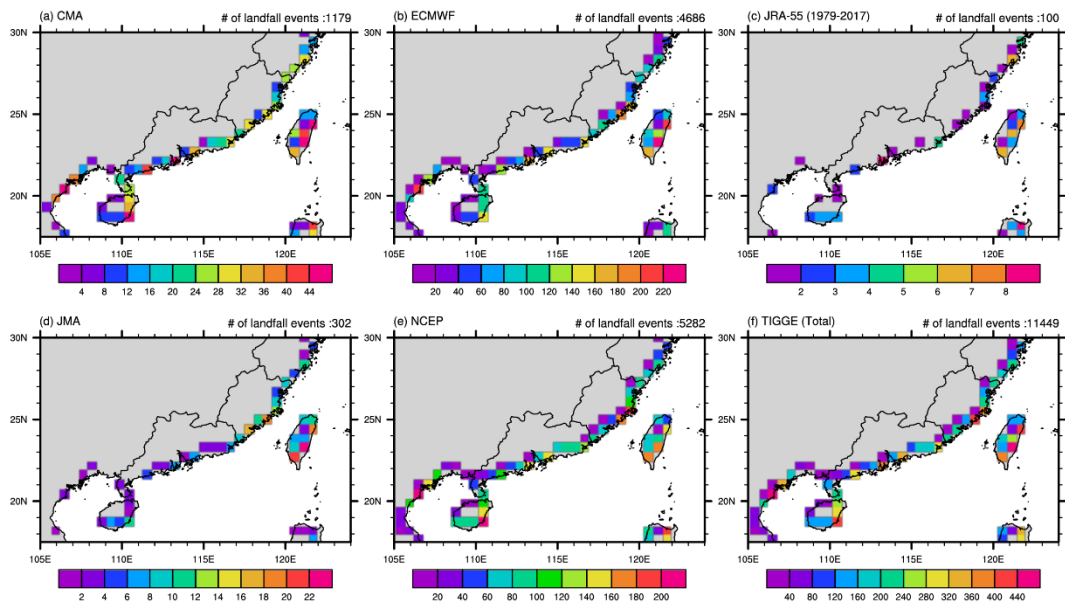 (a) CMA # of landfall events :1179
(b) ECMWF # of landfall events :4686
(c) JRA-55 (1979-2017) # of landfall events :100
30N
25N
20N
105E 110E 115E 120E
4 8 12 16 20 24 28 32 36 40 44
30N
25N
20N
105E 110E 115E 120E
20 40 60 80 100 120 140 160 180 200 220
30N
25N
20N
105E 110E 115E 120E
2 3 4 5 6 7 8
(d) JMA # of landfall events :302
(e) NCEP # of landfall events :5282
(f) TIGGE (Total) # of landfall events :11449
30N
25N
20N
105E 110E 115E 120E
2 4 6 8 10 12 14 16 18 20 22
30N
25N
20N
105E 110E 115E 120E
20 40 60 80 100 120 140 160 180 200
30N
25N
20N
105E 110E 115E 120E
40 80 120 160 200 240 280 320 360 400 440